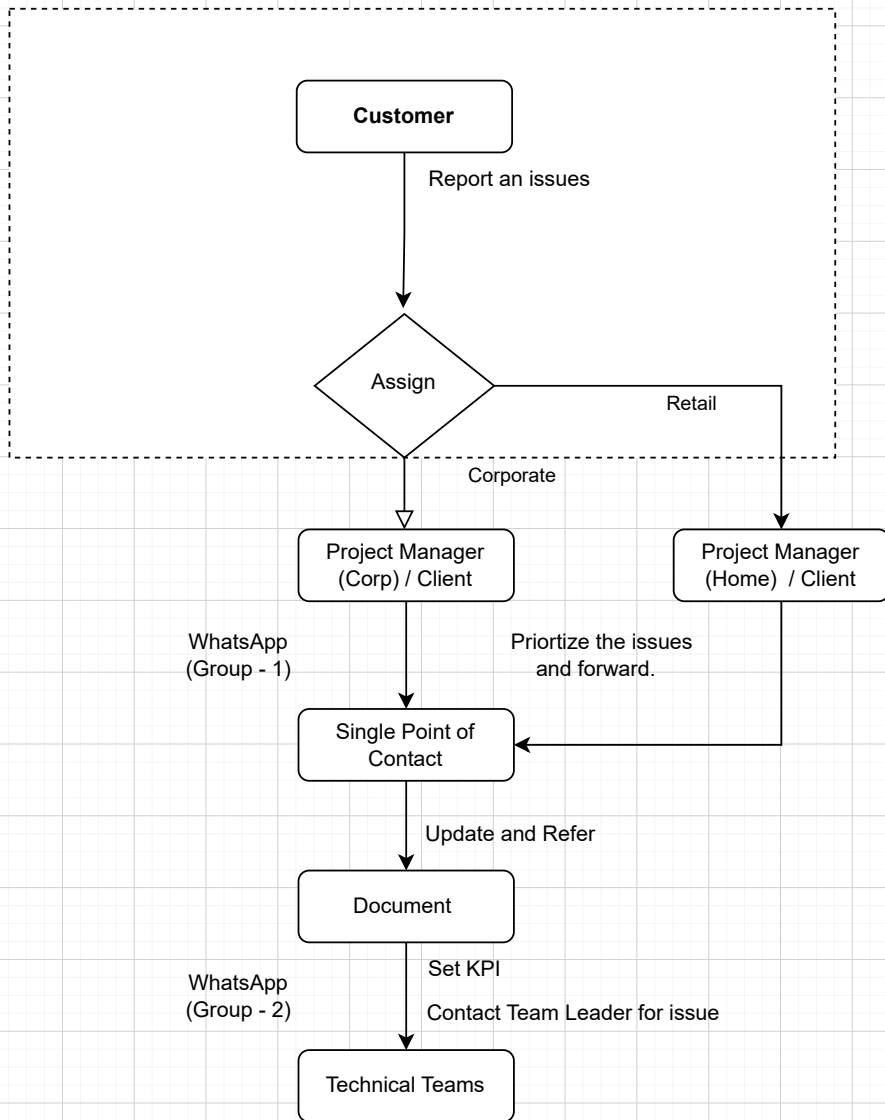 Customer
Report an issues
Assign
Retail
Corporate
Project Manager
(Corp) / Client
Project Manager
(Home)  / Client
WhatsApp
(Group - 1)
Priortize the issues
and forward.
Single Point of
Contact
Update and Refer
Document
Set KPI
WhatsApp
(Group - 2)
Contact Team Leader for issue
Technical Teams